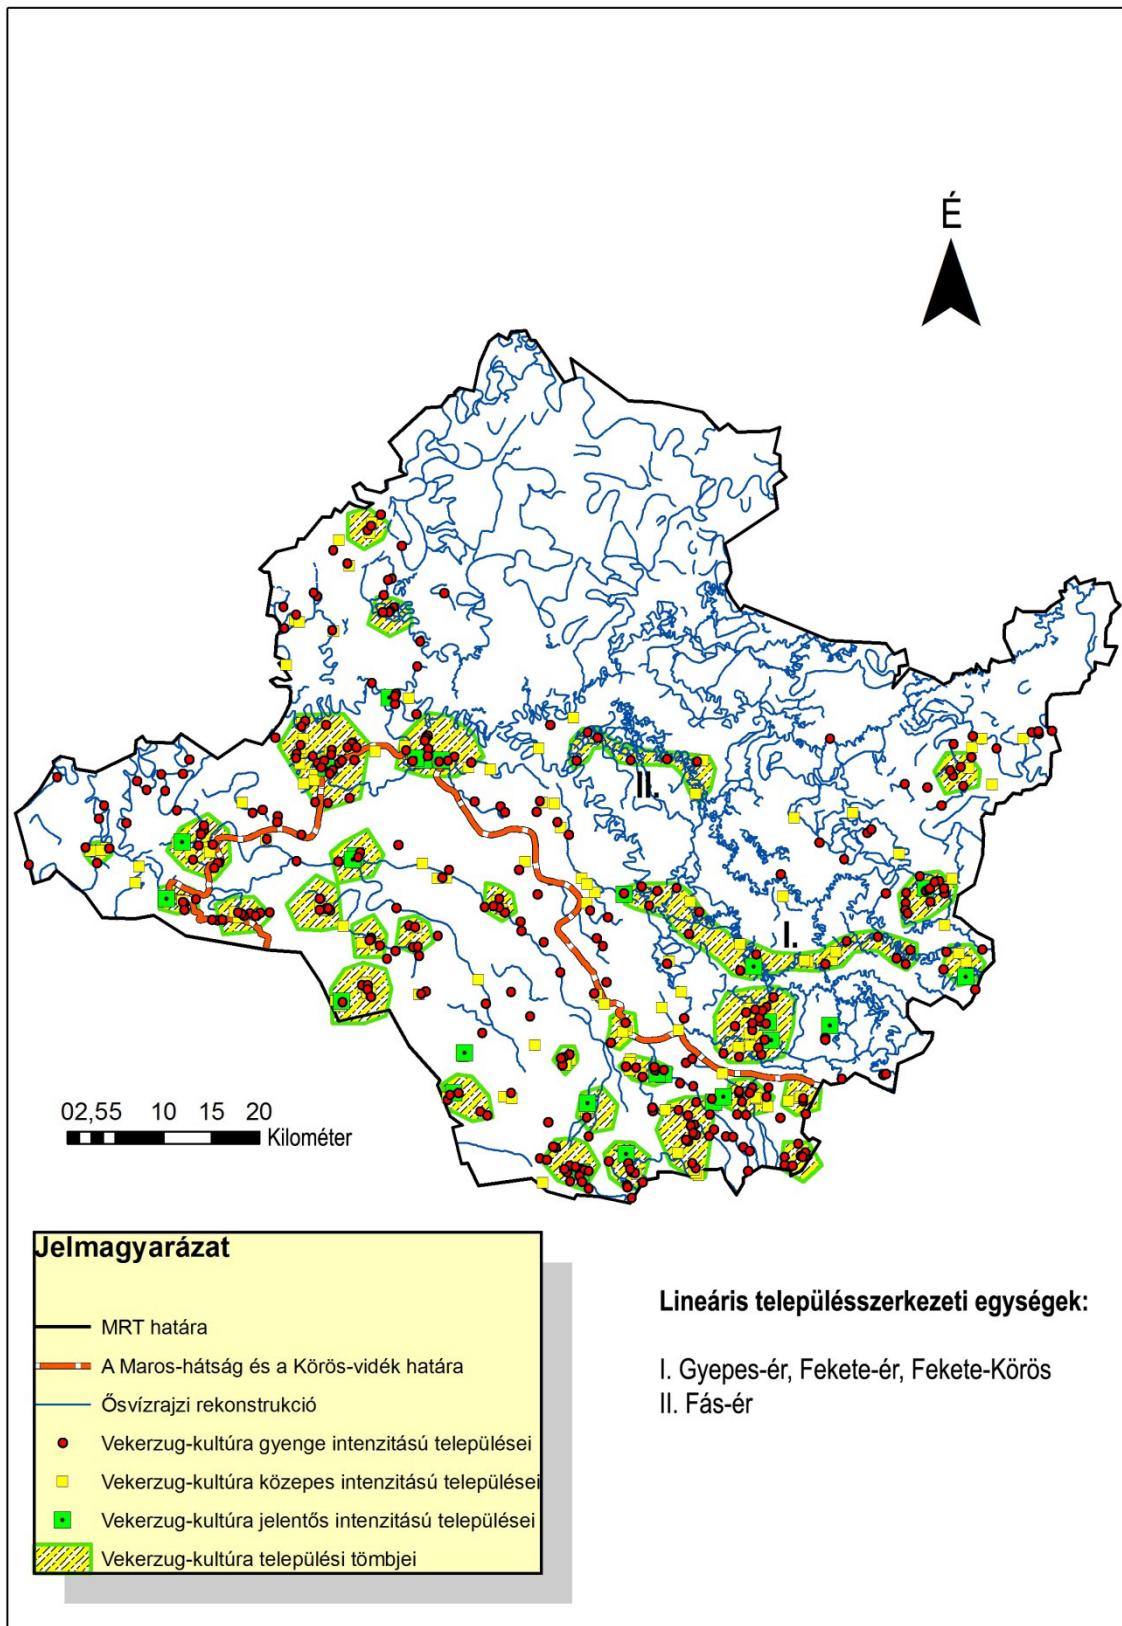 É
II.
I.
02,55 10 15 20
Kilométer
Jelmagyarázat
MRT határa
A Maros-hátság és a Körös-vidék határa
Ősvízrajzi rekonstrukció
Vekerzug-kultúra gyenge intenzitású települései
Vekerzug-kultúra közepes intenzitású települései
Vekerzug-kultúra jelentős intenzitású települései
Vekerzug-kultúra települési tömbjei
Lineáris településszerkezeti egységek:
I. Gyepes-ér, Fekete-ér, Fekete-Körös
II. Fás-ér